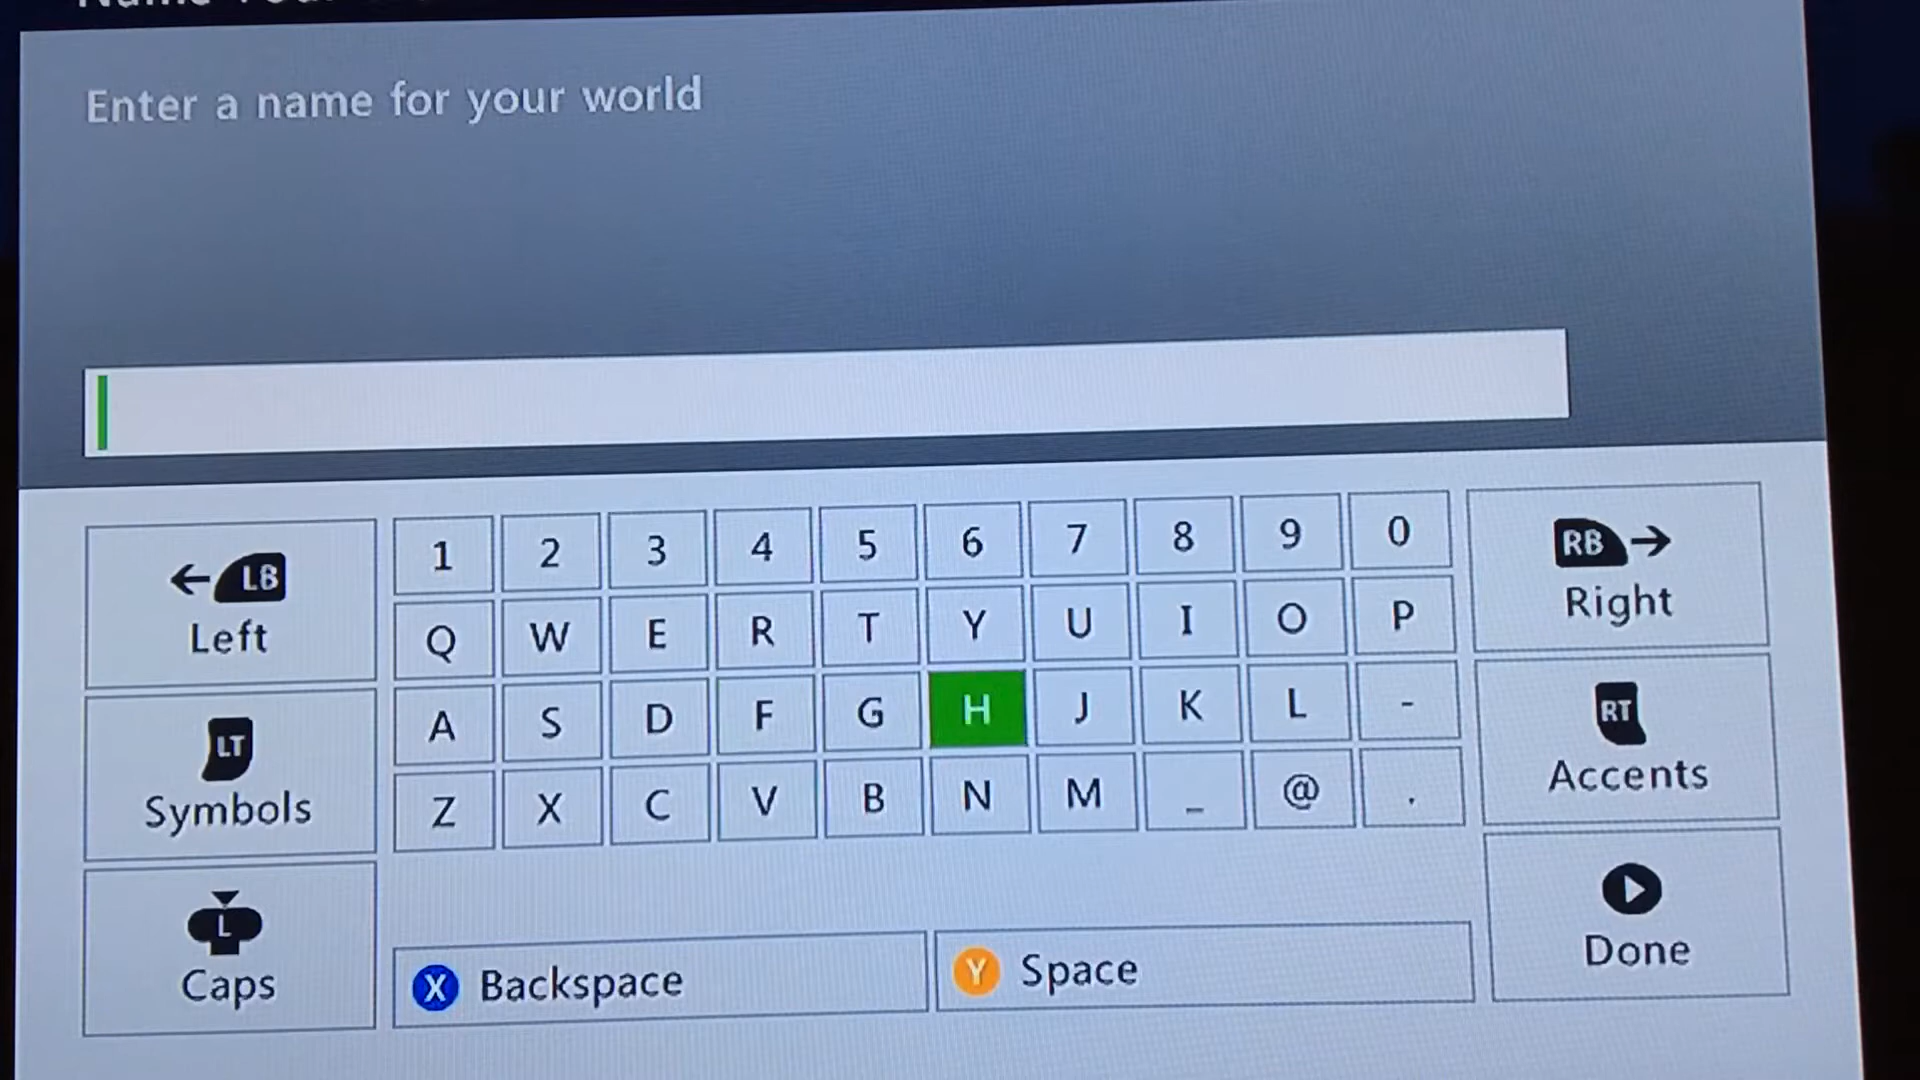 Enter a name for your world
1 2 3 4 5 6 7 8 9 0
Q W E R T Y U I O P
A S D F G H J K L -
Z X C V B N M _ @ .
LB
Left
LT
Symbols
L
Caps
X Backspace
Y Space
RB
Right
RT
Accents
Done